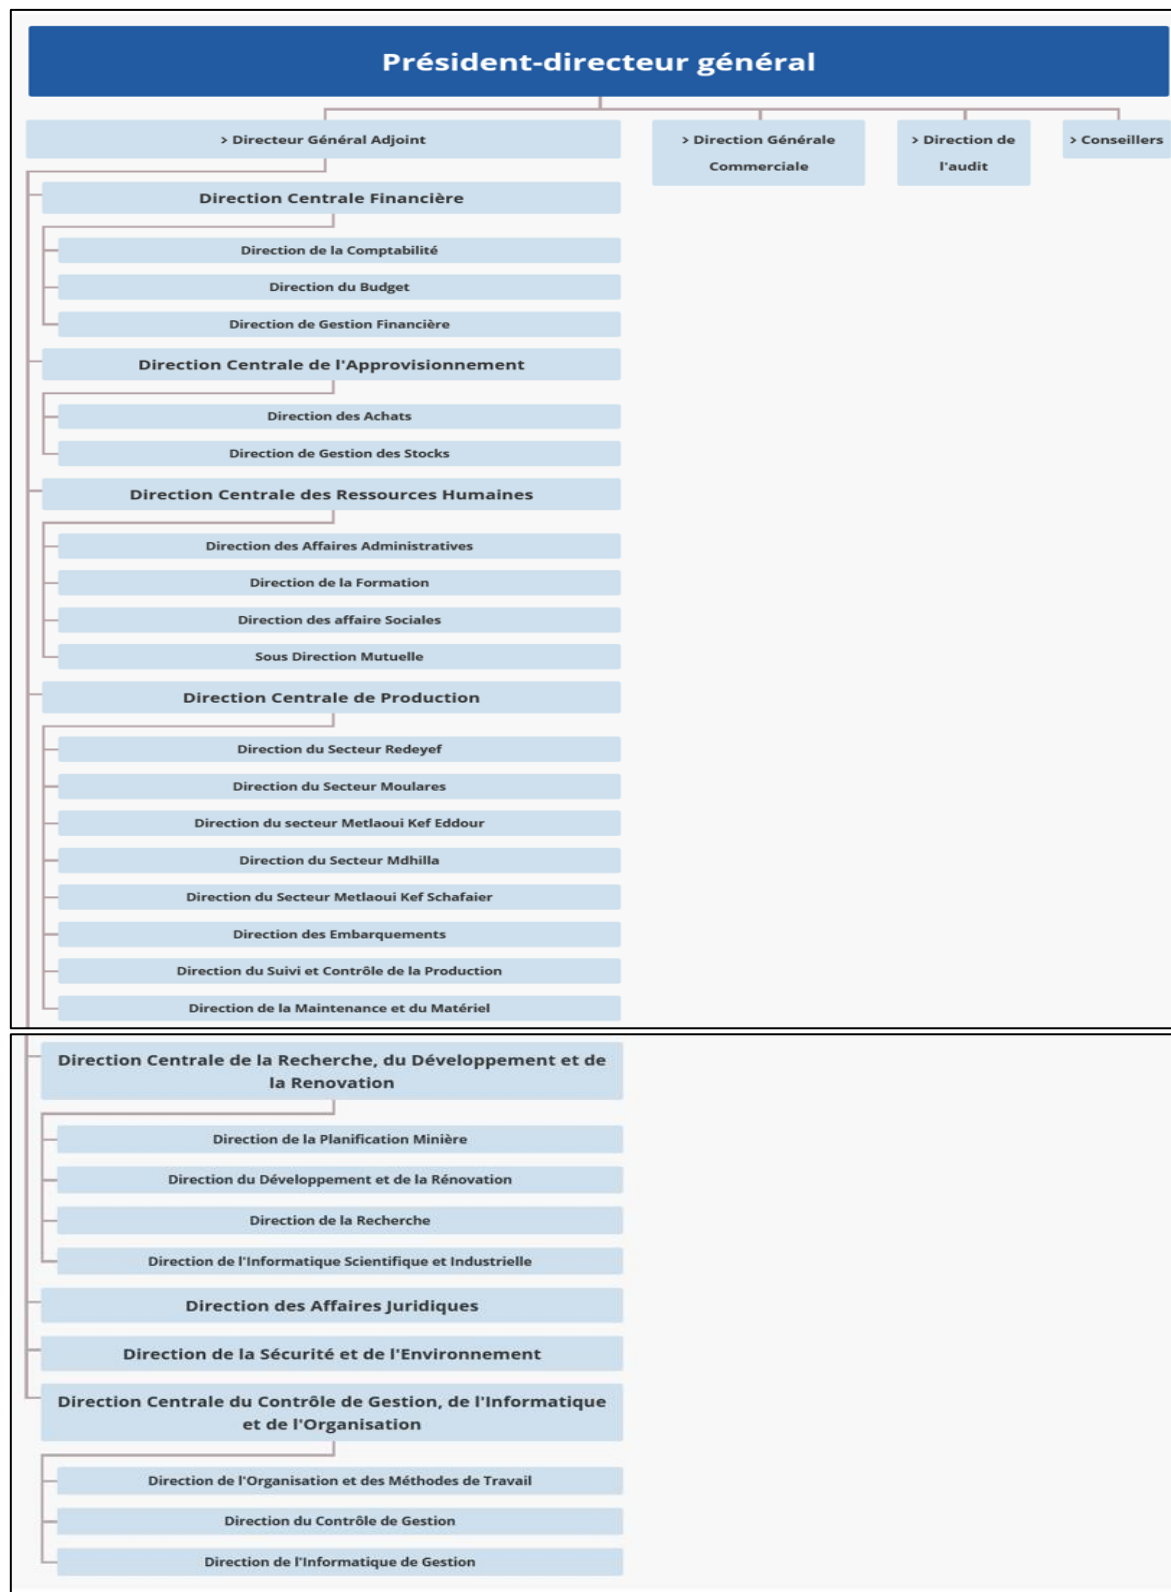 Président-directeur général
> Directeur Général Adjoint
> Direction Générale
Commerciale
> Direction de
l'audit
> Conseillers
Direction Centrale Financière
Direction de la Comptabilité
Direction du Budget
Direction de Gestion Financière
Direction Centrale de l'Approvisionnement
Direction des Achats
Direction de Gestion des Stocks
Direction Centrale des Ressources Humaines
Direction des Affaires Administratives
Direction de la Formation
Direction des affaire Sociales
Sous Direction Mutuelle
Direction Centrale de Production
Direction du Secteur Redeyef
Direction du Secteur Moulares
Direction du secteur Metlaoui Kef Eddour
Direction du Secteur Mdhilla
Direction du Secteur Metlaoui Kef Schafaier
Direction des Embarquements
Direction du Suivi et Contrôle de la Production
Direction de la Maintenance et du Matériel
Direction Centrale de la Recherche, du Développement et de
la Renovation
Direction de la Planification Minière
Direction du Développement et de la Rénovation
Direction de la Recherche
Direction de l'Informatique Scientifique et Industrielle
Direction des Affaires Juridiques
Direction de la Sécurité et de l'Environnement
Direction Centrale du Contrôle de Gestion, de l'Informatique
et de l'Organisation
Direction de l'Organisation et des Méthodes de Travail
Direction du Contrôle de Gestion
Direction de l'Informatique de Gestion